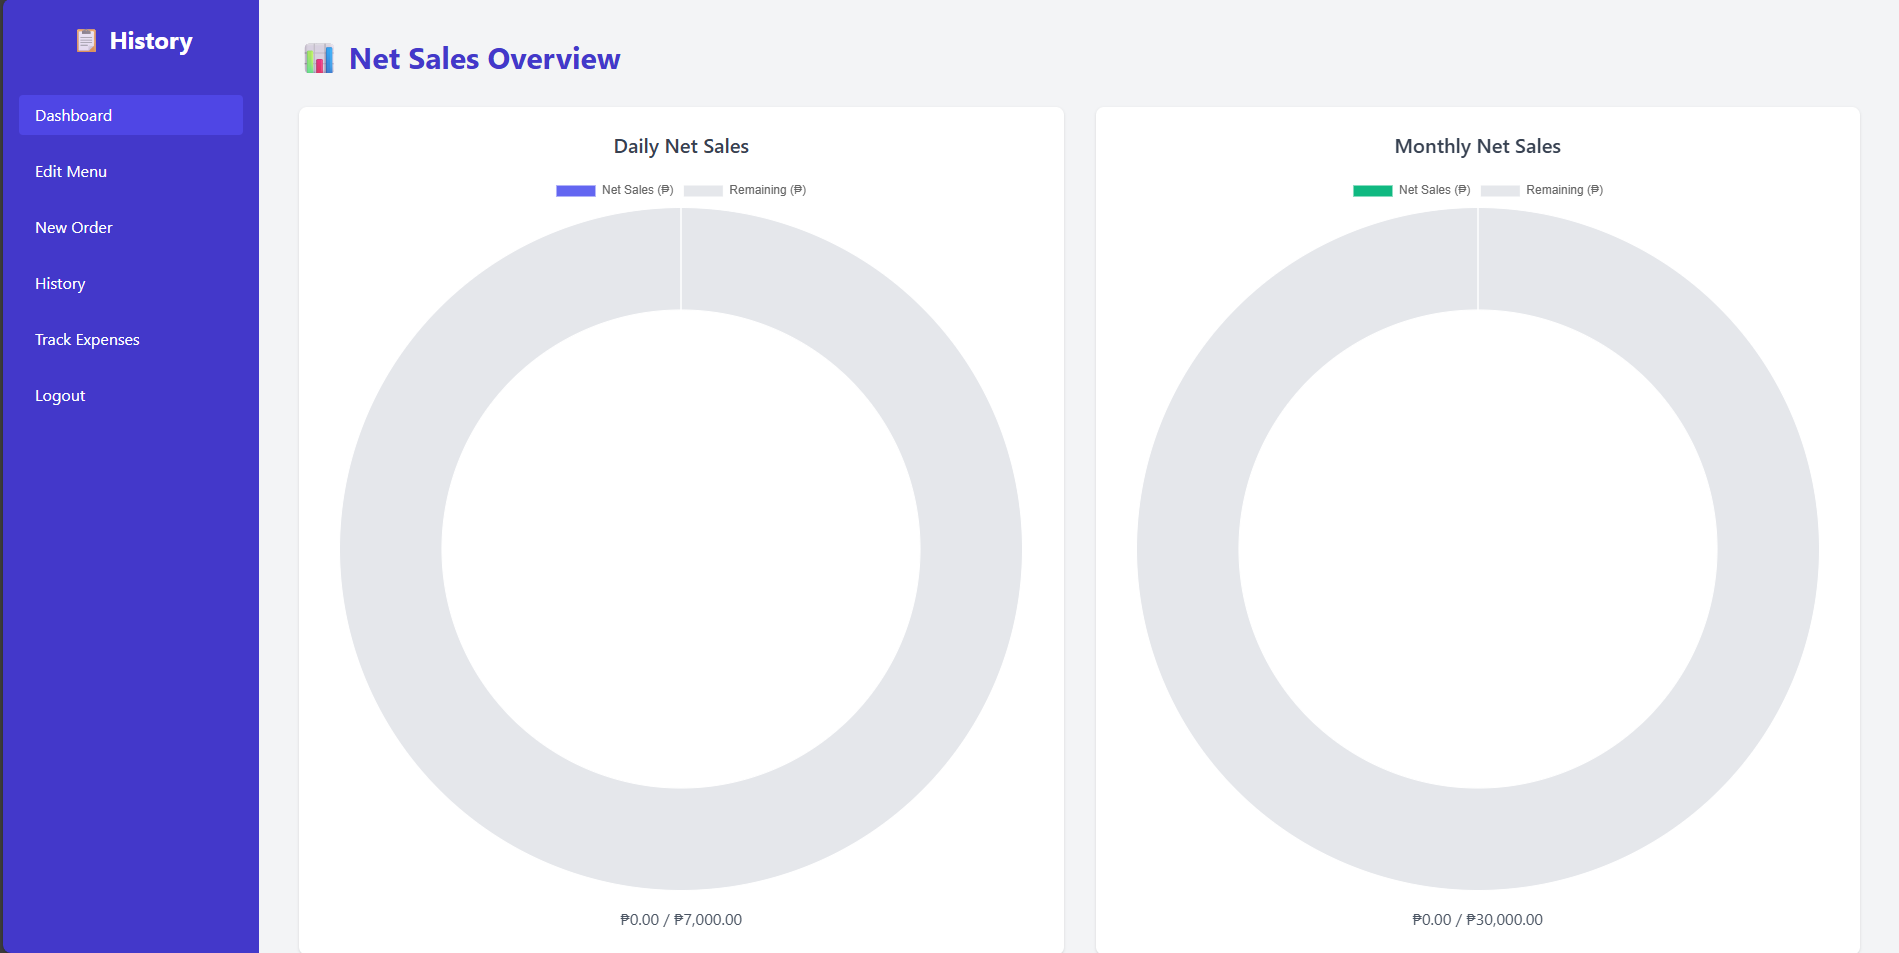 History
Dashboard
Edit Menu
New Order
History
Track Expenses
Logout
Net Sales Overview
Daily Net Sales
Net Sales (₱) Remaining (₱)
₱0.00 / ₱7,000.00
Monthly Net Sales
Net Sales (₱) Remaining (₱)
₱0.00 / ₱30,000.00